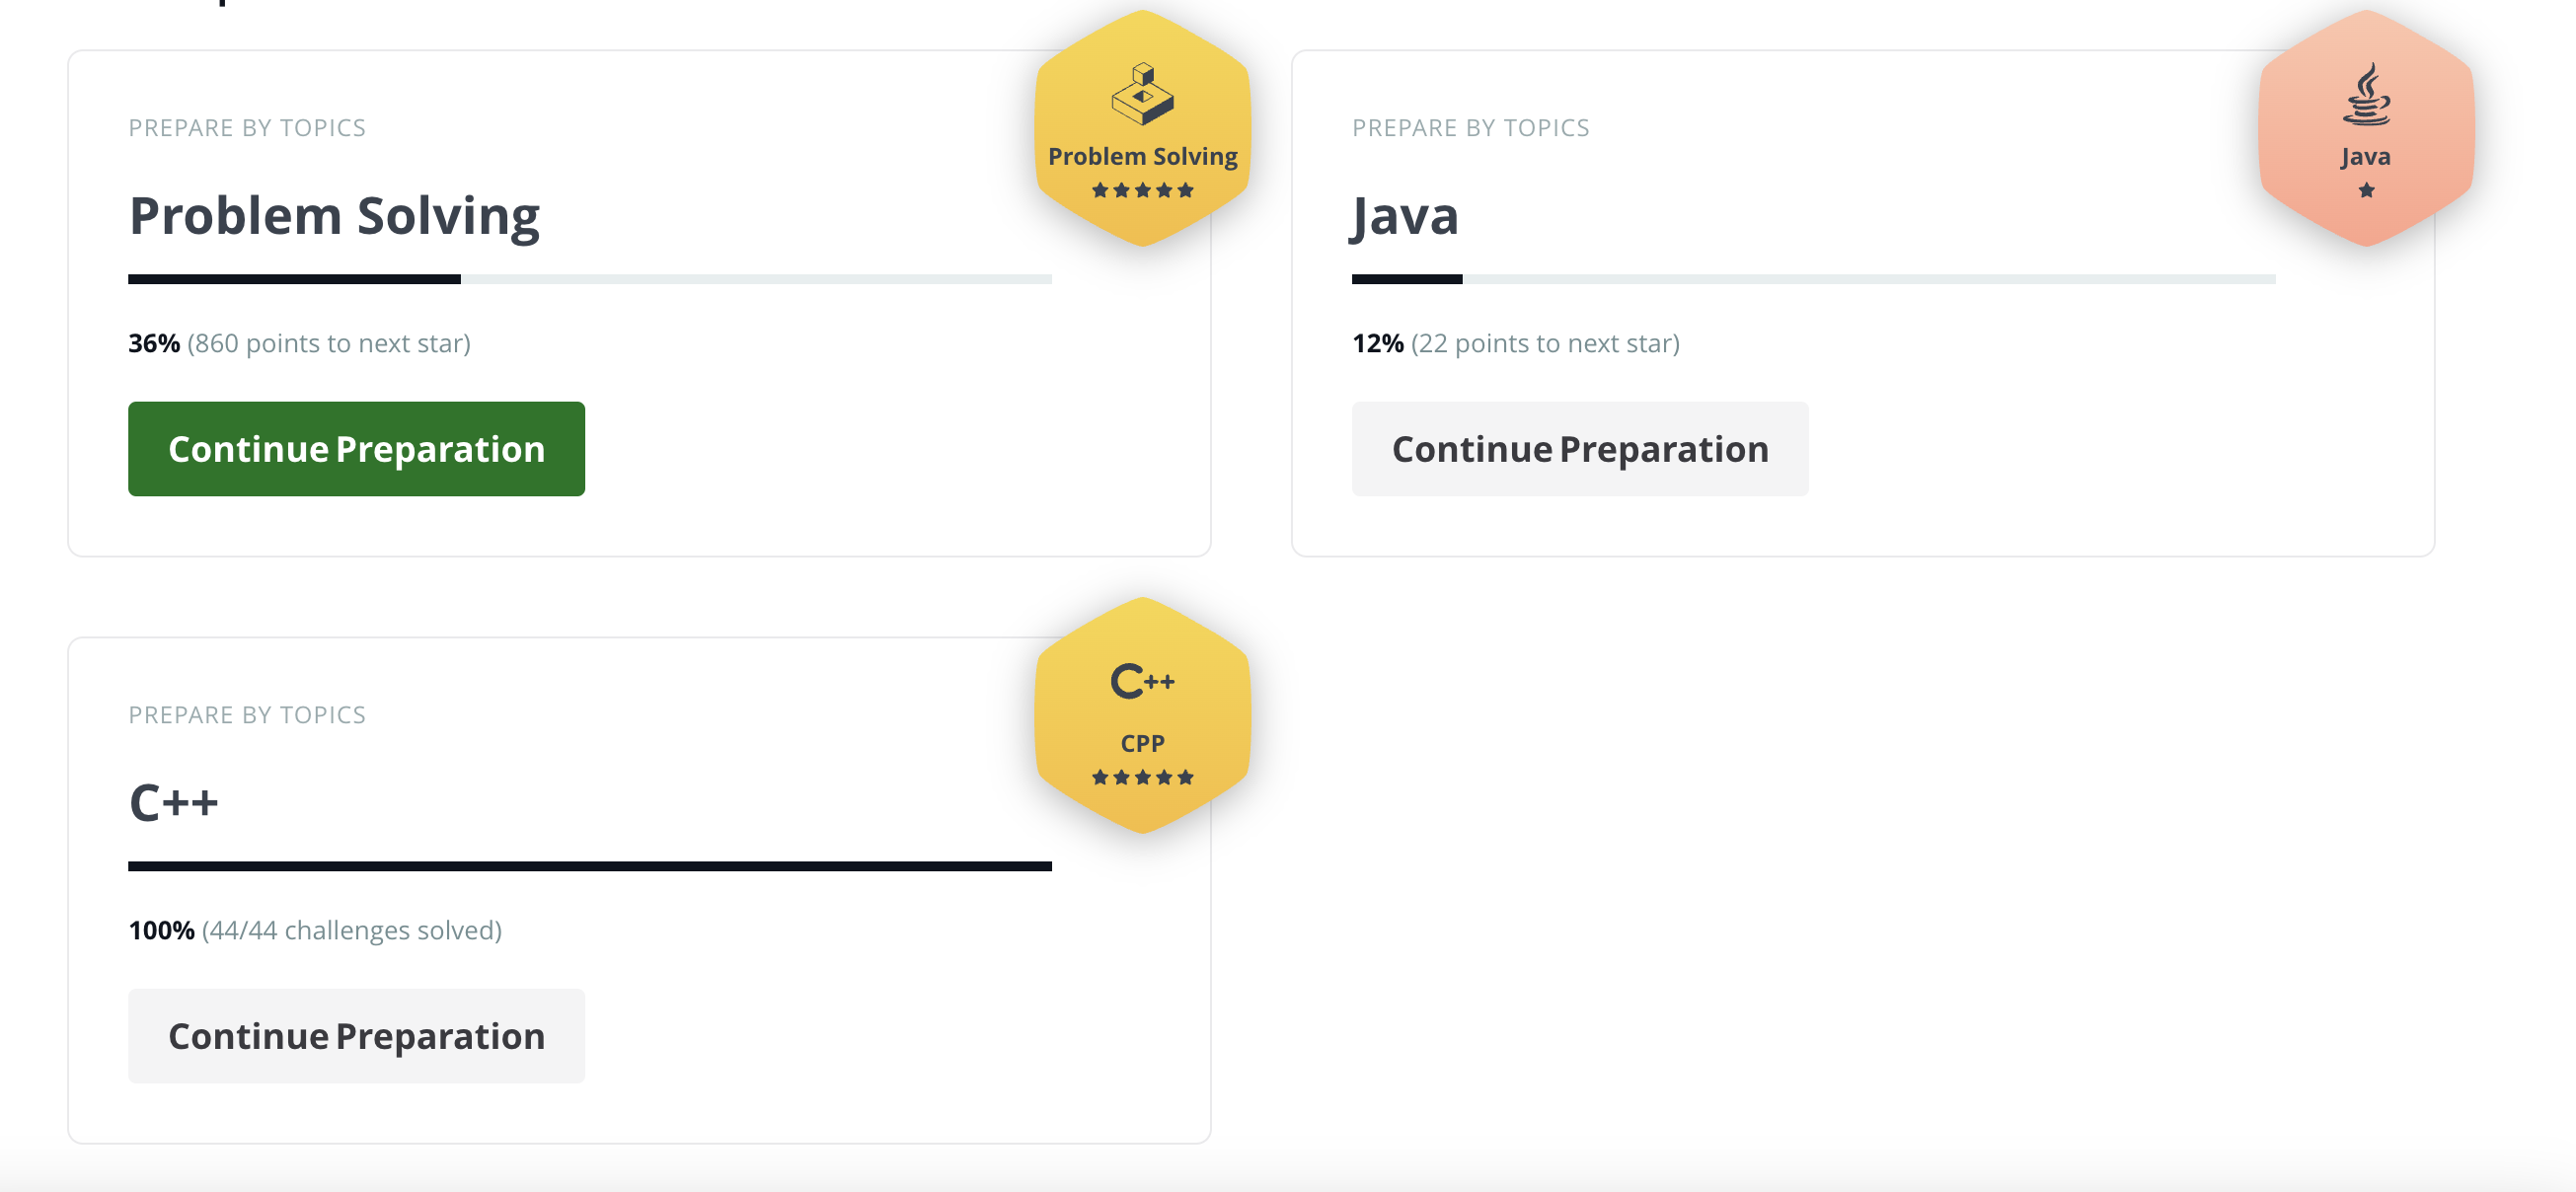 PREPARE BY TOPICS
Problem Solving
Problem Solving
36% (860 points to next star)
Continue Preparation
PREPARE BY TOPICS
Java
Java
12% (22 points to next star)
Continue Preparation
PREPARE BY TOPICS
C++
CPP
C++
100% (44/44 challenges solved)
Continue Preparation